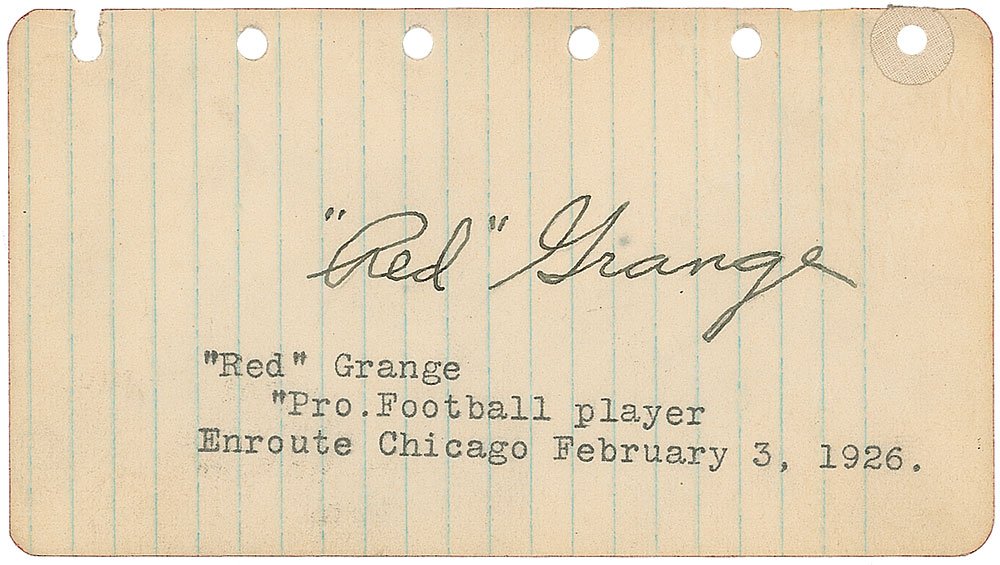 "Red" Grange
"Red" Grange
"Pro.Football player
Enroute Chicago February 3, 1926.